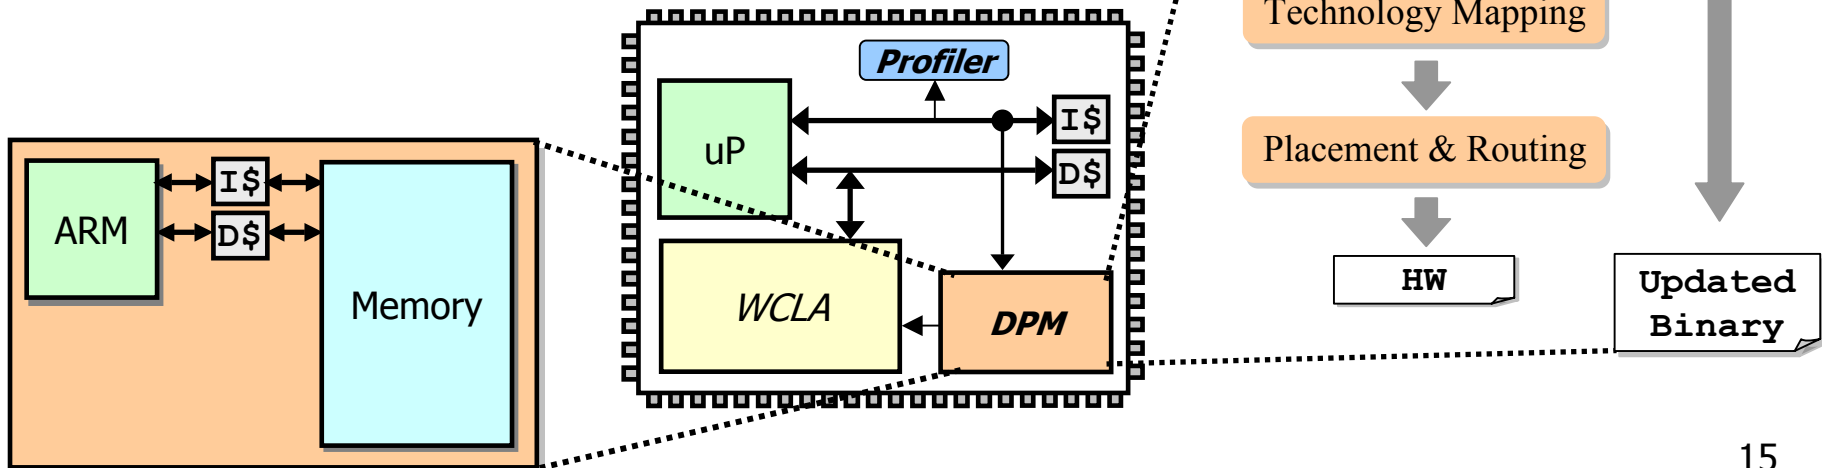 Technology Mapping
Profiler
I$
uP
Placement & Routing
D$
I$
ARM
D$
Memory
WCLA
DPM
HW
Updated
Binary
15